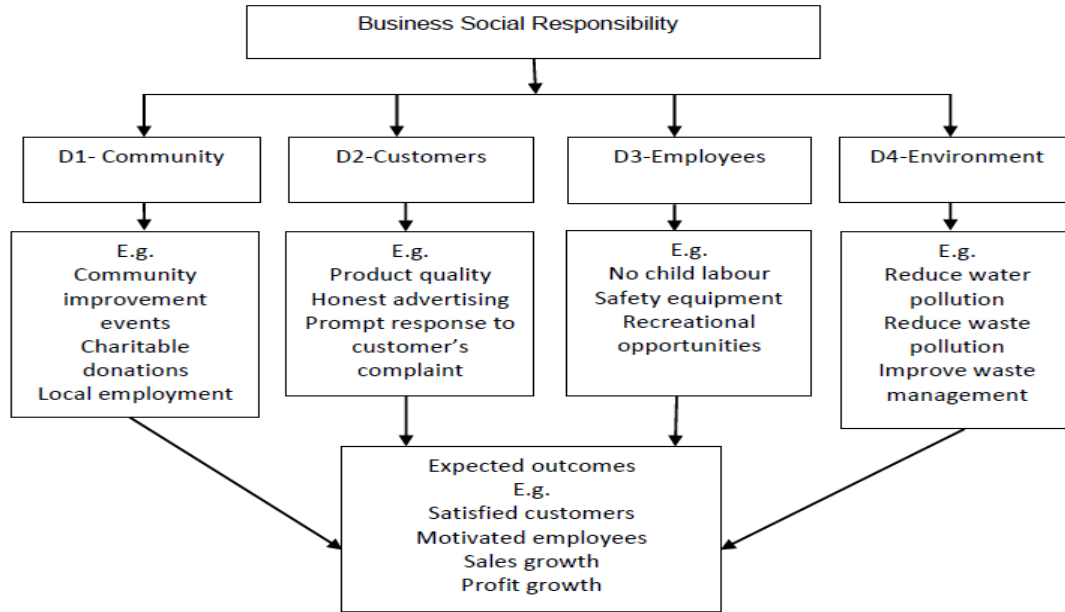 Business Social Responsibility
D1- Community
D2-Customers
D3-Employees
D4-Environment
E.g.
Community
improvement
events
Charitable
donations
Local employment
E.g.
Product quality
Honest advertising
Prompt response to
customer's
complaint
E.g.
No child labour
Safety equipment
Recreational
opportunities
E.g.
Reduce water
pollution
Reduce waste
pollution
Improve waste
management
Expected outcomes
E.g.
Satisfied customers
Motivated employees
Sales growth
Profit growth